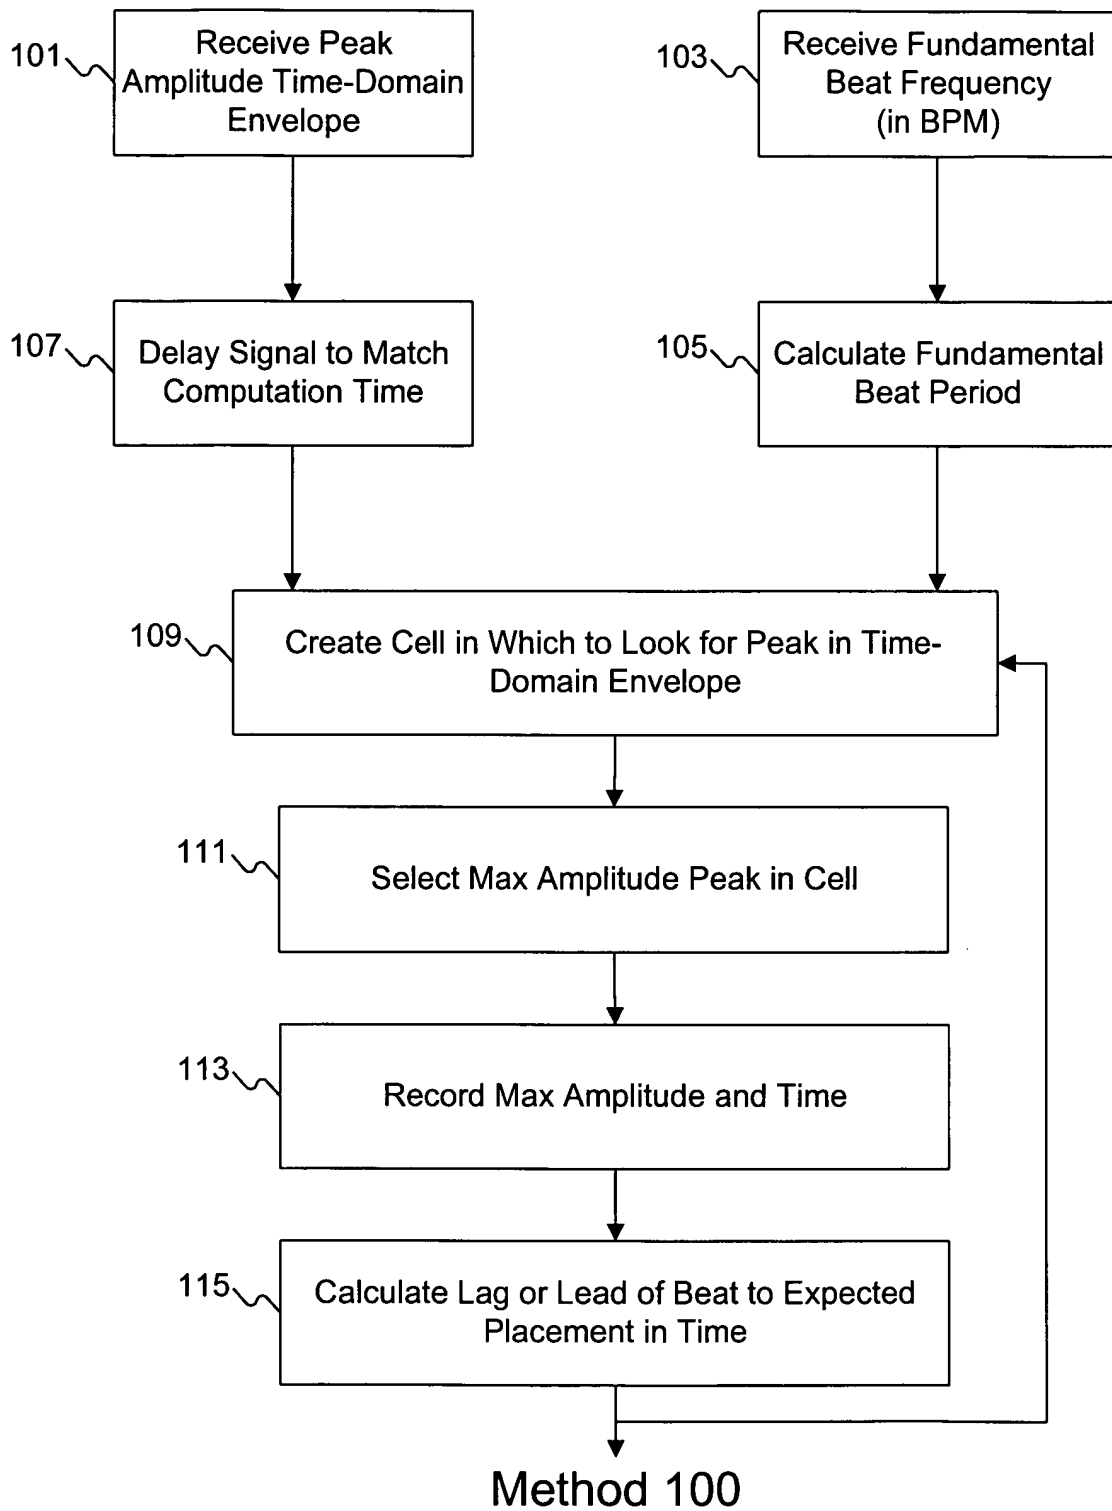 101
Receive Peak
Amplitude Time-Domain
Envelope
103
Receive Fundamental
Beat Frequency
(in BPM)
107
Delay Signal to Match
Computation Time
105
Calculate Fundamental
Beat Period
109
Create Cell in Which to Look for Peak in Time-
Domain Envelope
111
Select Max Amplitude Peak in Cell
113
Record Max Amplitude and Time
115
Calculate Lag or Lead of Beat to Expected
Placement in Time
Method 100